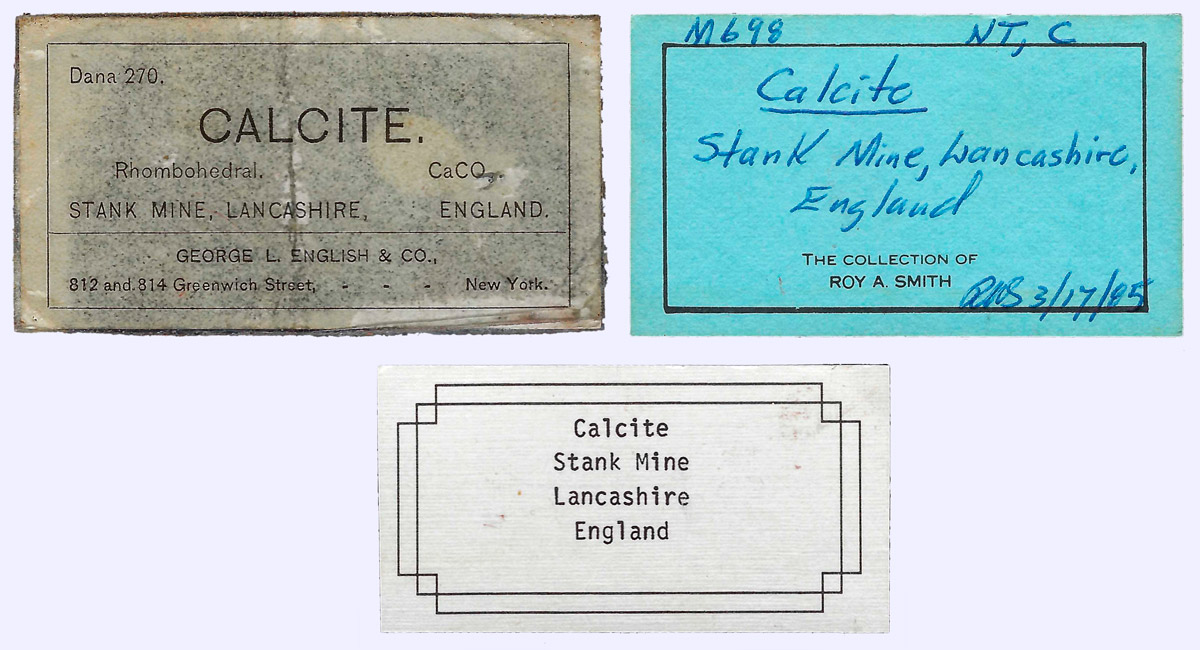 Dana 270.
CALCITE.
Rhombohedral. CaCO3.
STANK MINE, LANCASHIRE, ENGLAND.
GEORGE L. ENGLISH & CO.,
812 and 814 Greenwich Street, - - - New York.
M698 NT, C
Calcite
Stank Mine, Lancashire,
England
THE COLLECTION OF
ROY A. SMITH
RAS 3/17/95
Calcite
Stank Mine
Lancashire
England